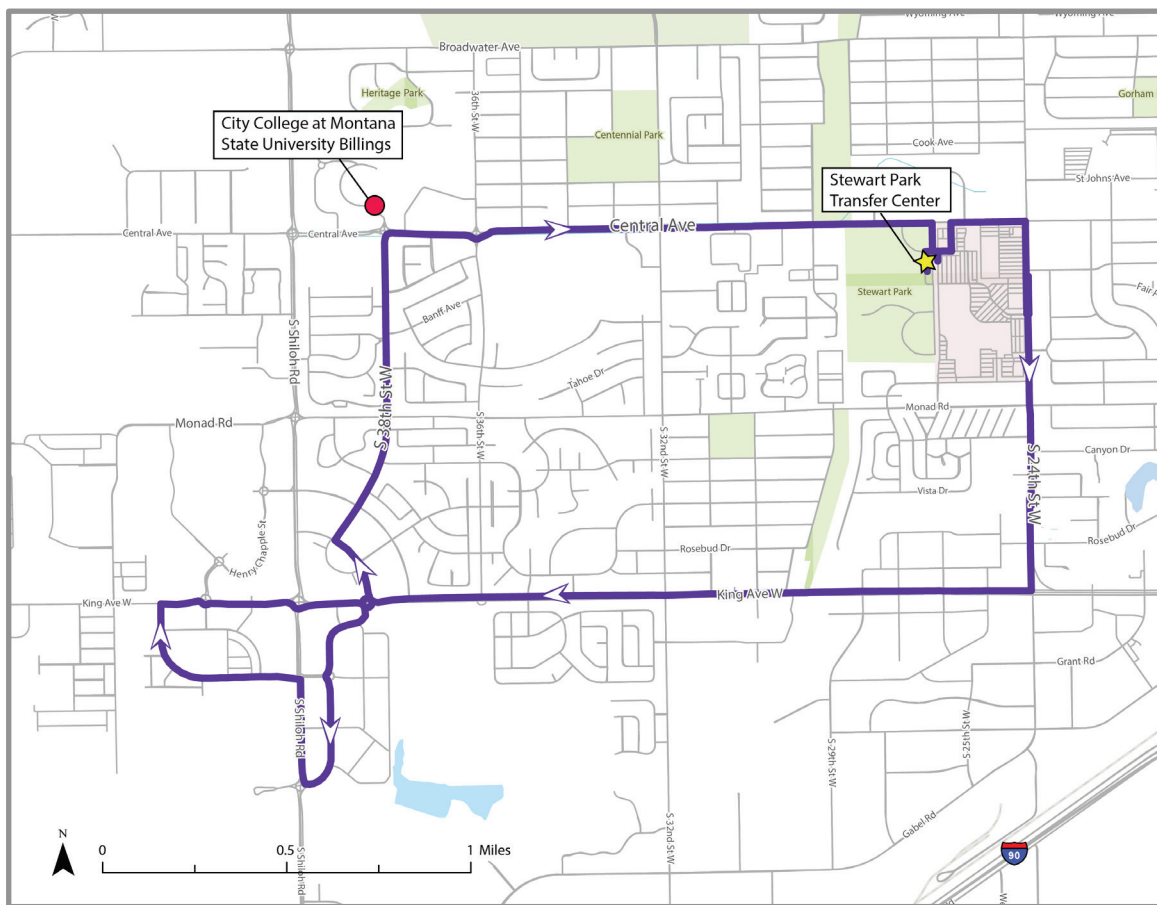 Wyoming Ave
Wyoming Ave
Broadwater Ave
Heritage Park
36th St W
Gorham
City College at Montana
State University Billings
Centennial Park
Cook Ave
Stewart Park
Transfer Center
St Johns Ave
Central Ave
Central Ave
Central Ave
Stewart Park
Fair A
Banff Ave
S Shiloh Rd
S 38th St W
Tahoe Dr
Monad Rd
Monad Rd
S 36th St W
S 32nd St W
S 24th St W
Canyon Dr
Vista Dr
Henry Chapple St
Rosebud Dr
Rosebud Dr
King Ave W
King Ave W
Grant Rd
S Shiloh Rd
S 25th St W
S 29th St W
Gabel Rd
S 32nd St W
S Shiloh Rd
N
0
0.5
1 Miles
90